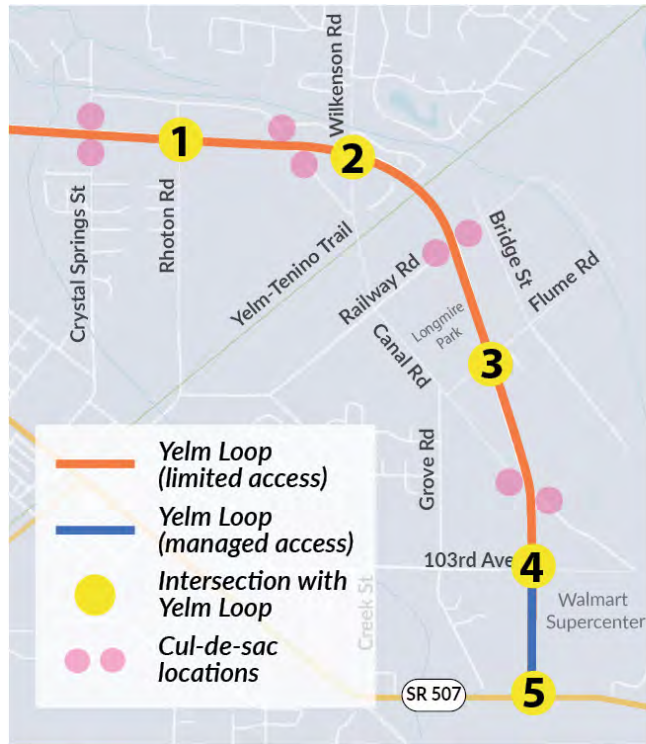 Wilkenson Rd
1
2
Crystal Springs St
Rhoton Rd
Yelm-Tenino Trail
Railway Rd
Bridge St
Flume Rd
Longmire
Park
Canal Rd
3
Grove Rd
Yelm Loop
(limited access)
Yelm Loop
(managed access)
Intersection with
Yelm Loop
Cul-de-sac
locations
103rd Ave
4
Creek St
Walmart
Supercenter
SR 507
5